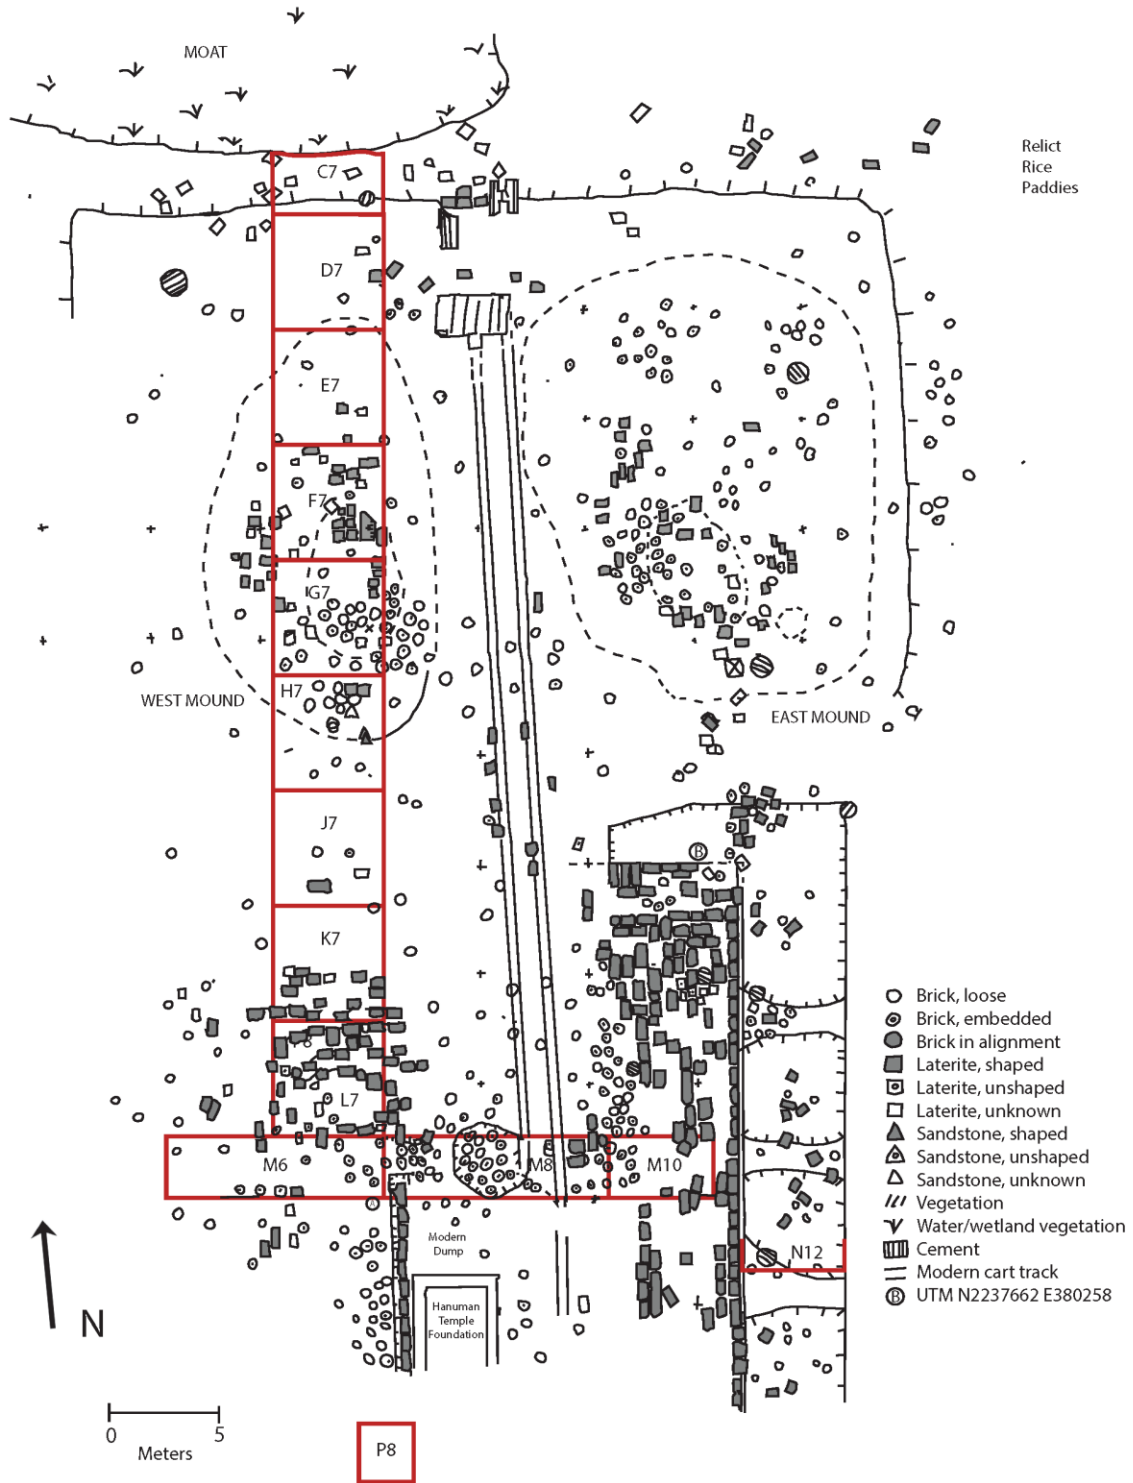 MOAT
Relict
Rice
Paddies
C7
D7
E7
F7
G7
H7
WEST MOUND
EAST MOUND
J7
B
K7
L7
M6
M8
M10
A
Modern
Dump
N12
Hanuman
Temple
Foundation
Brick, loose
Brick, embedded
Brick in alignment
Laterite, shaped
Laterite, unshaped
Laterite, unknown
Sandstone, shaped
Sandstone, unshaped
Sandstone, unknown
Vegetation
Water/wetland vegetation
Cement
Modern cart track
B UTM N2237662 E380258
N
0 5
Meters
P8